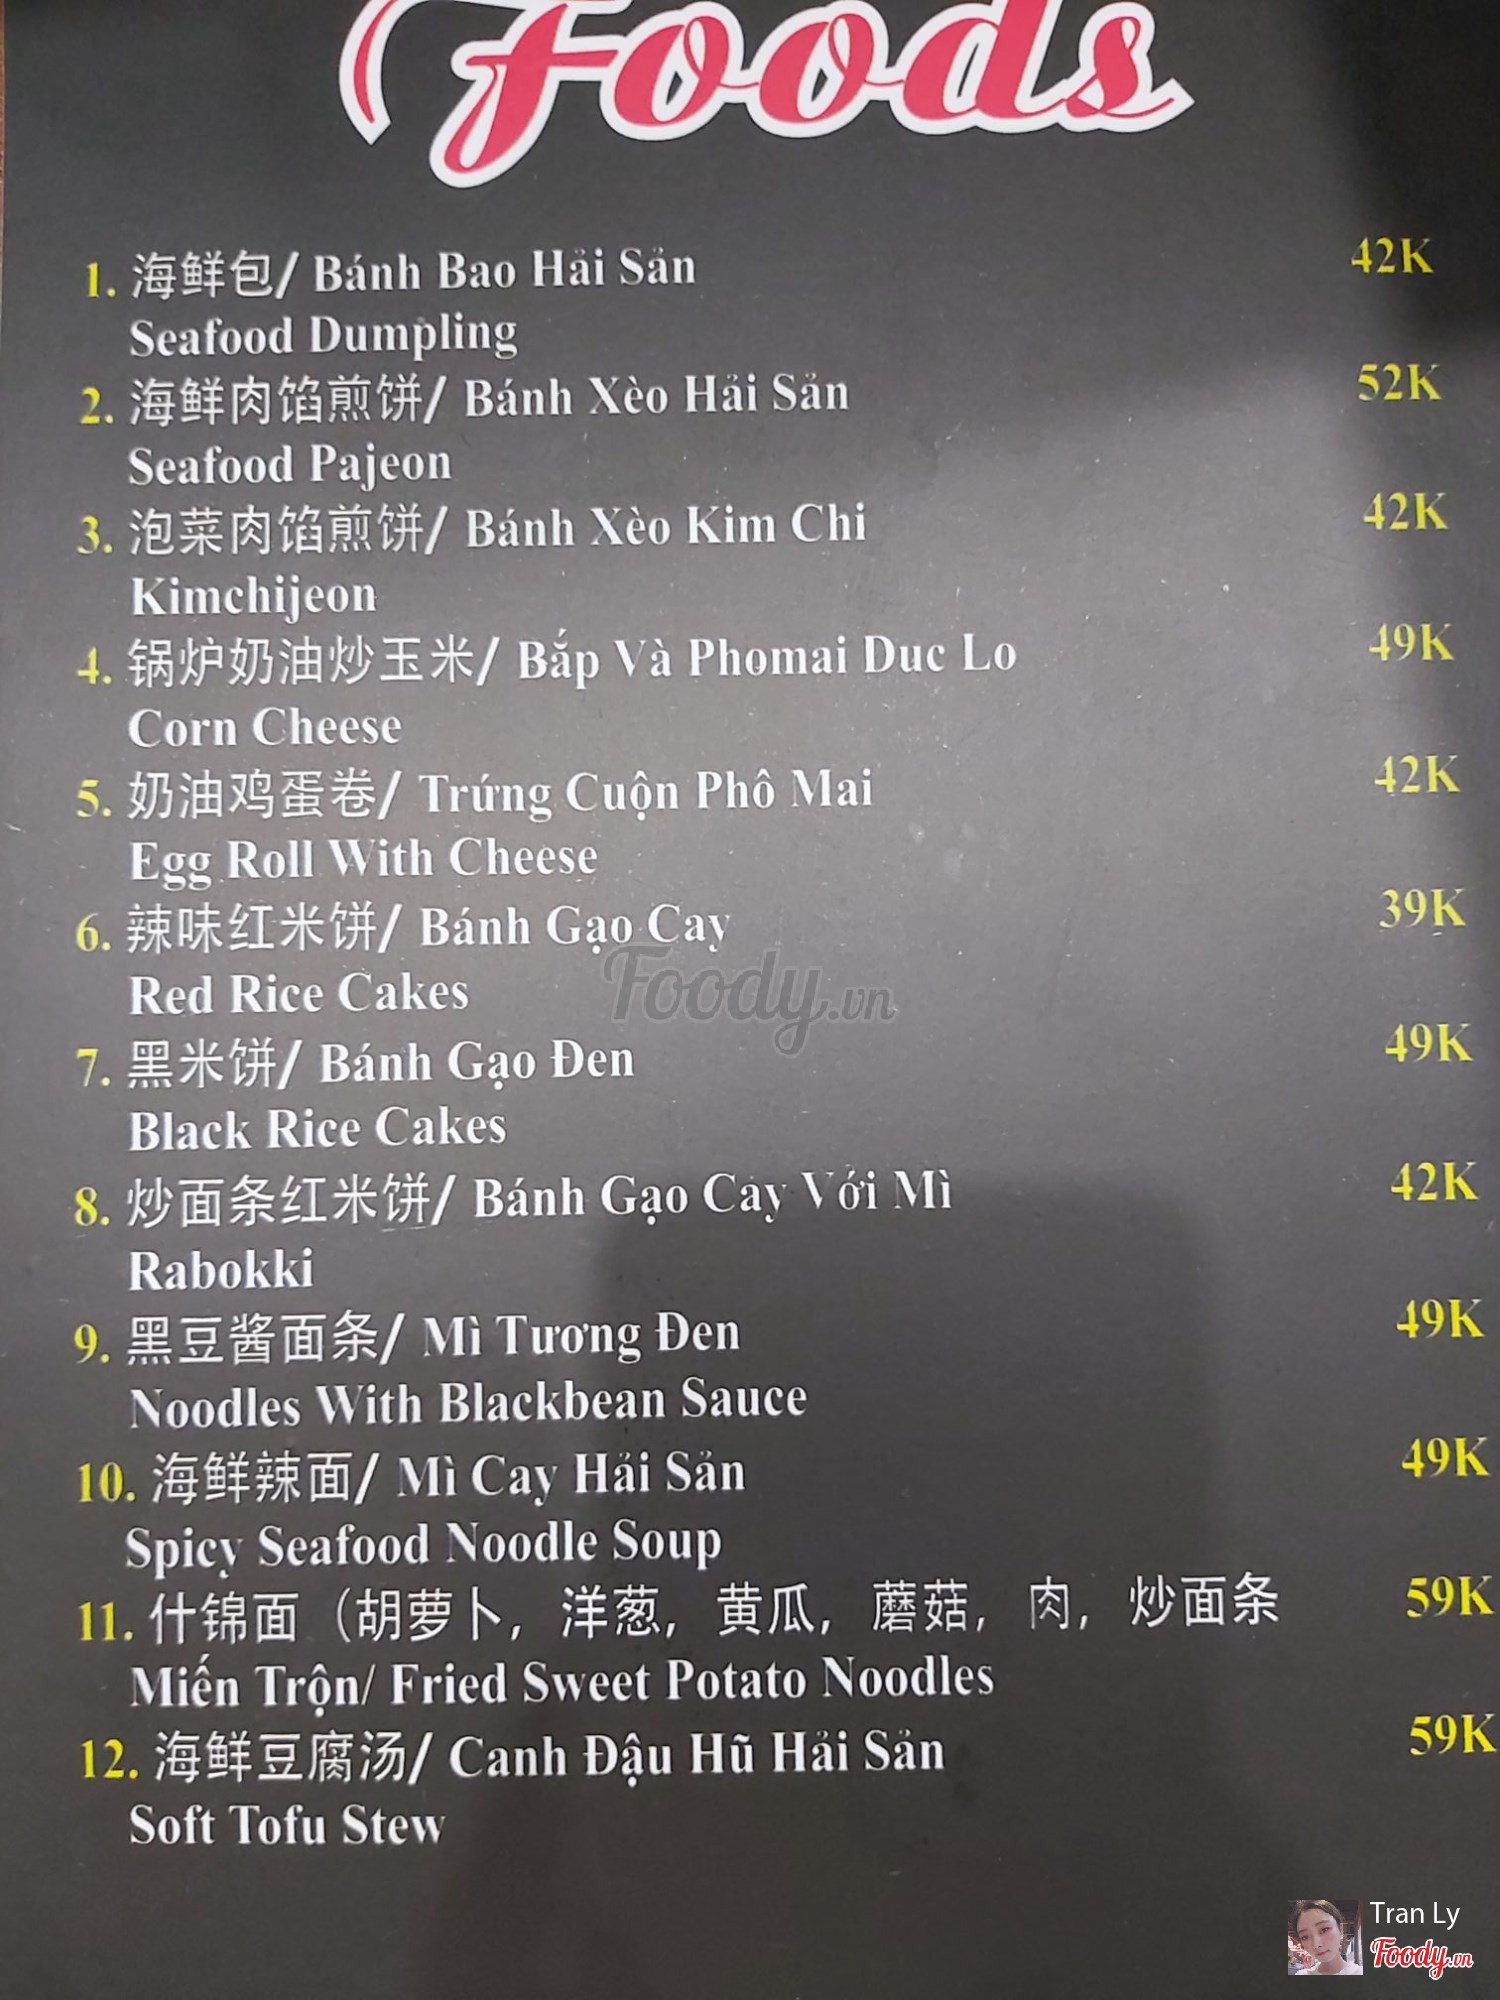 Foods
1. 海鲜包/ Bánh Bao Hải Sản 42K
Seafood Dumpling
2. 海鲜肉馅煎饼/ Bánh Xèo Hải Sản 52K
Seafood Pajeon
3. 泡菜肉馅煎饼/ Bánh Xèo Kim Chi 42K
Kimchijeon
4. 锅炉奶油炒玉米/ Bắp Và Phomai Duc Lo 49K
Corn Cheese
5. 奶油鸡蛋卷/ Trứng Cuộn Phô Mai 42K
Egg Roll With Cheese
6. 辣味红米饼/ Bánh Gạo Cay 39K
Red Rice Cakes
Foody.vn
7. 黑米饼/ Bánh Gạo Đen 49K
Black Rice Cakes
8. 炒面条红米饼/ Bánh Gạo Cay Với Mì 42K
Rabokki
9. 黑豆酱面条/ Mì Tương Đen 49K
Noodles With Blackbean Sauce
10. 海鲜辣面/ Mì Cay Hải Sản 49K
Spicy Seafood Noodle Soup
11. 什锦面（胡萝卜，洋葱，黄瓜，蘑菇，肉，炒面条 59K
Miến Trộn/ Fried Sweet Potato Noodles
12. 海鲜豆腐汤/ Canh Đậu Hũ Hải Sản 59K
Soft Tofu Stew
Tran Ly
Foody.vn